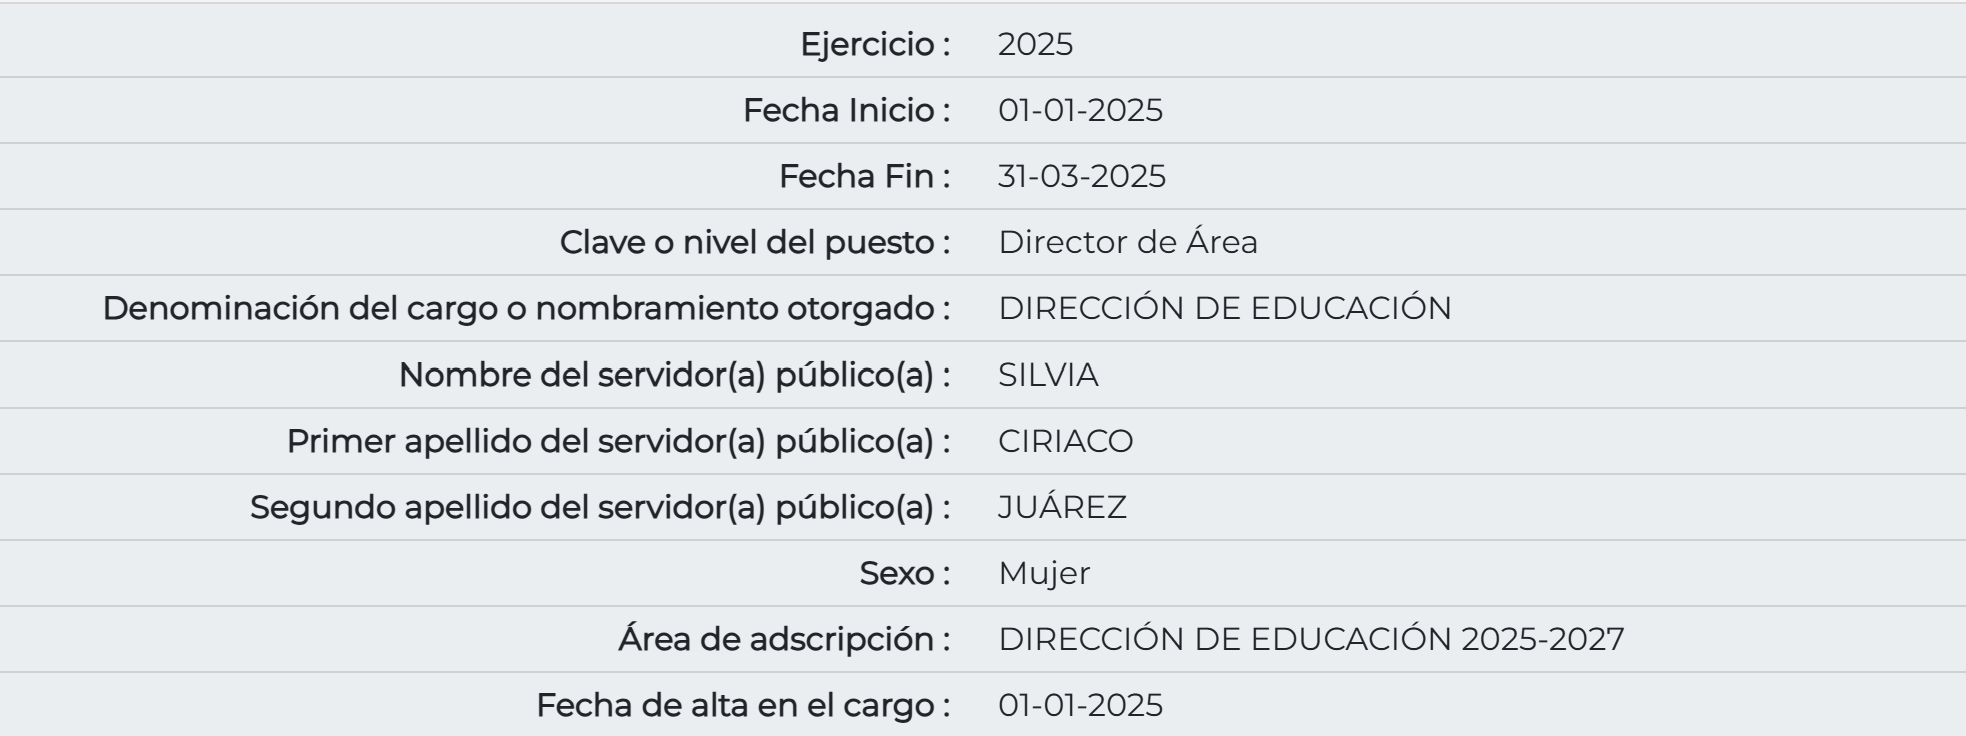 Ejercicio : 2025
Fecha Inicio : 01-01-2025
Fecha Fin : 31-03-2025
Clave o nivel del puesto : Director de Área
Denominación del cargo o nombramiento otorgado : DIRECCIÓN DE EDUCACIÓN
Nombre del servidor(a) público(a) : SILVIA
Primer apellido del servidor(a) público(a) : CIRIACO
Segundo apellido del servidor(a) público(a) : JUÁREZ
Sexo : Mujer
Área de adscripción : DIRECCIÓN DE EDUCACIÓN 2025-2027
Fecha de alta en el cargo : 01-01-2025